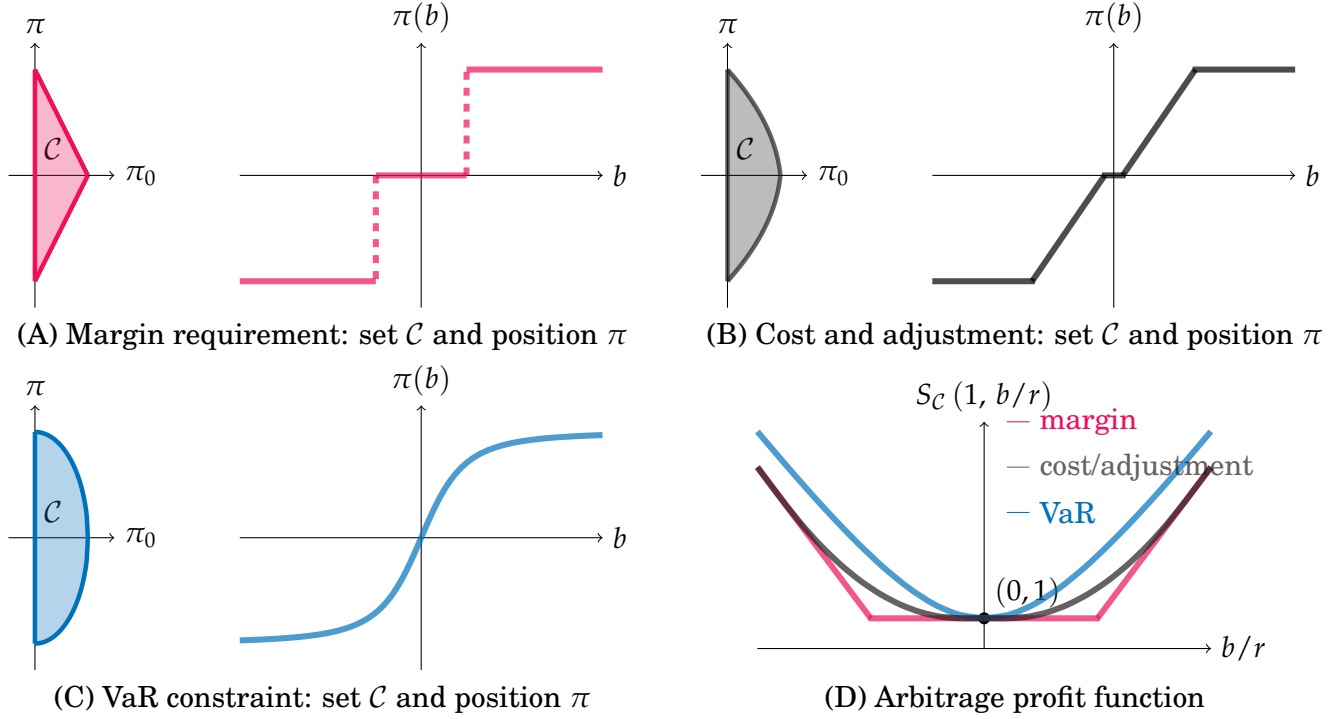 π
π(b)
C
π₀
b
(A) Margin requirement: set C and position π
π
π(b)
C
π₀
b
(B) Cost and adjustment: set C and position π
π
π(b)
C
π₀
b
(C) VaR constraint: set C and position π
S_C (1, b/r)
margin
cost/adjustment
VaR
(0, 1)
b/r
(D) Arbitrage profit function